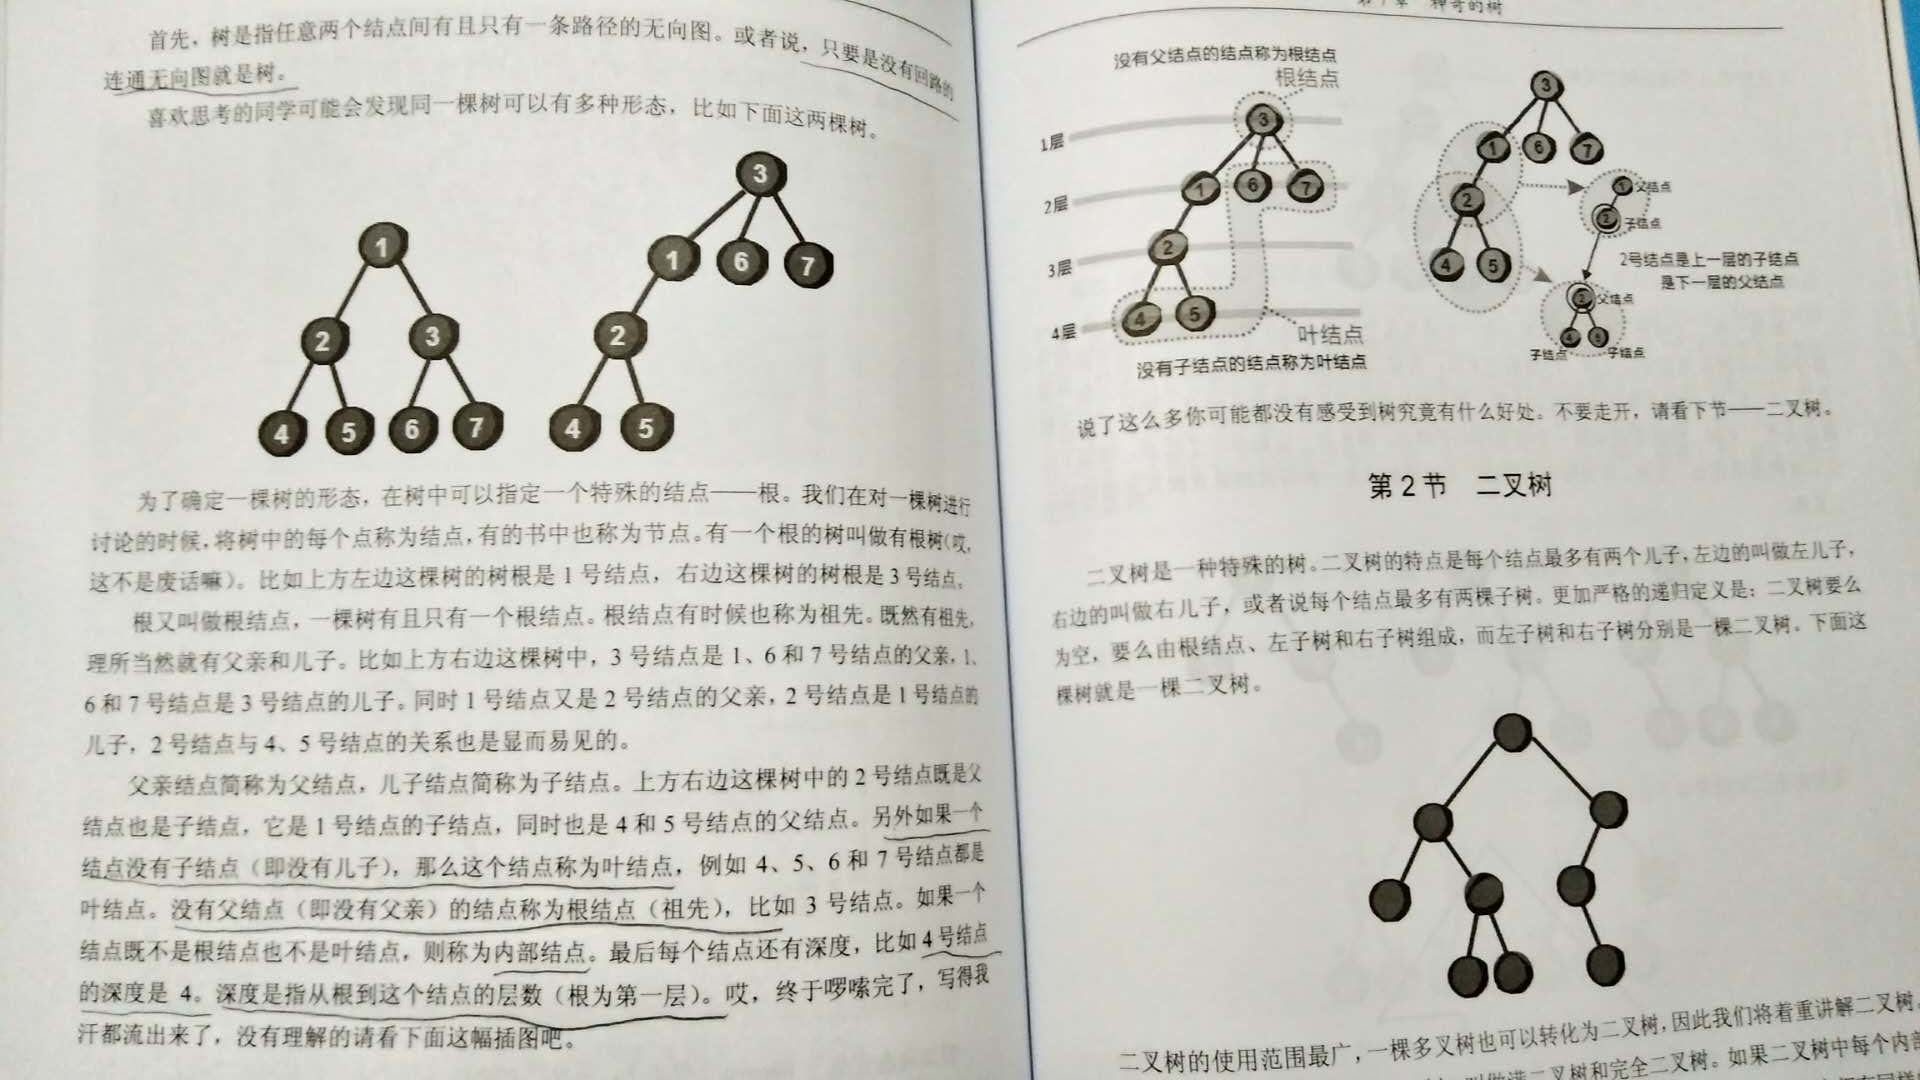 首先，树是指任意两个结点间有且只有一条路径的无向图。或者说，只要是没有回路的
连通无向图就是树。
喜欢思考的同学可能会发现同一棵树可以有多种形态，比如下面这两棵树。
1
2 3
4 5 6 7
3
1 6 7
2
4 5
为了确定一棵树的形态，在树中可以指定一个特殊的结点——根。我们在对一棵树进行
讨论的时候，将树中的每个点称为结点，有的书中也称为节点。有一个根的树叫做有根树（哎，
这不是废话嘛）。比如上方左边这棵树的树根是 1 号结点，右边这棵树的树根是 3 号结点。
根又叫做根结点，一棵树有且只有一个根结点。根结点有时候也称为祖先。既然有祖先，
理所当然就有父亲和儿子。比如上方右边这棵树中，3 号结点是 1、6 和 7 号结点的父亲，1、
6 和 7 号结点是 3 号结点的儿子。同时 1 号结点又是 2 号结点的父亲，2 号结点是 1 号结点的
儿子，2 号结点与 4、5 号结点的关系也是显而易见的。
父亲结点简称为父结点，儿子结点简称为子结点。上方右边这棵树中的 2 号结点既是父
结点也是子结点，它是 1 号结点的子结点，同时也是 4 和 5 号结点的父结点。另外如果一个
结点没有子结点（即没有儿子），那么这个结点称为叶结点，例如 4、5、6 和 7 号结点都是
叶结点。没有父结点（即没有父亲）的结点称为根结点（祖先），比如 3 号结点。如果一个
结点既不是根结点也不是叶结点，则称为内部结点。最后每个结点还有深度，比如 4 号结点
的深度是 4。深度是指从根到这个结点的层数（根为第一层）。哎，终于啰嗦完了，写得我
汗都流出来了，没有理解的请看下面这幅插图吧。
神奇的树
没有父结点的结点称为根结点
根结点
1层
3
2层
1 6 7
3层
2
4层
4 5
叶结点
没有子结点的结点称为叶结点
3
1 6 7
2
4 5
1 父结点
2 子结点
2号结点是上一层的子结点
是下一层的父结点
2 父结点
4 5
子结点 子结点
说了这么多你可能都没有感受到树究竟有什么好处。不要走开，请看下节——二叉树。
第 2 节 二叉树
二叉树是一种特殊的树。二叉树的特点是每个结点最多有两个儿子，左边的叫做左儿子，
右边的叫做右儿子，或者说每个结点最多有两棵子树。更加严格的递归定义是：二叉树要么
为空，要么由根结点、左子树和右子树组成，而左子树和右子树分别是一棵二叉树。下面这
棵树就是一棵二叉树。
二叉树的使用范围最广，一棵多叉树也可以转化为二叉树，因此我们将着重讲解二叉树。
叫做满二叉树和完全二叉树。如果二叉树中每个内部